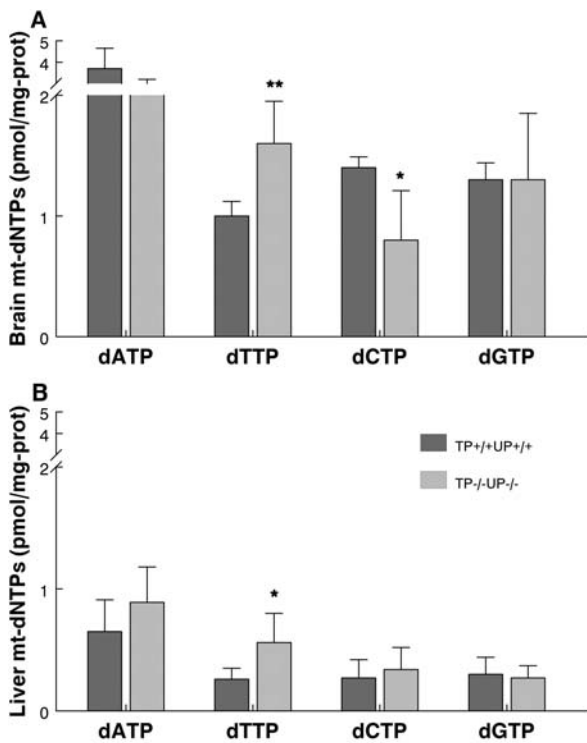 A
Brain mt-dNTPs (pmol/mg-prot)
5
4
2
1
0
**
*
dATP dTTP dCTP dGTP
B
Liver mt-dNTPs (pmol/mg-prot)
5
4
2
1
0
TP+/+UP+/+
TP-/-UP-/-
*
dATP dTTP dCTP dGTP